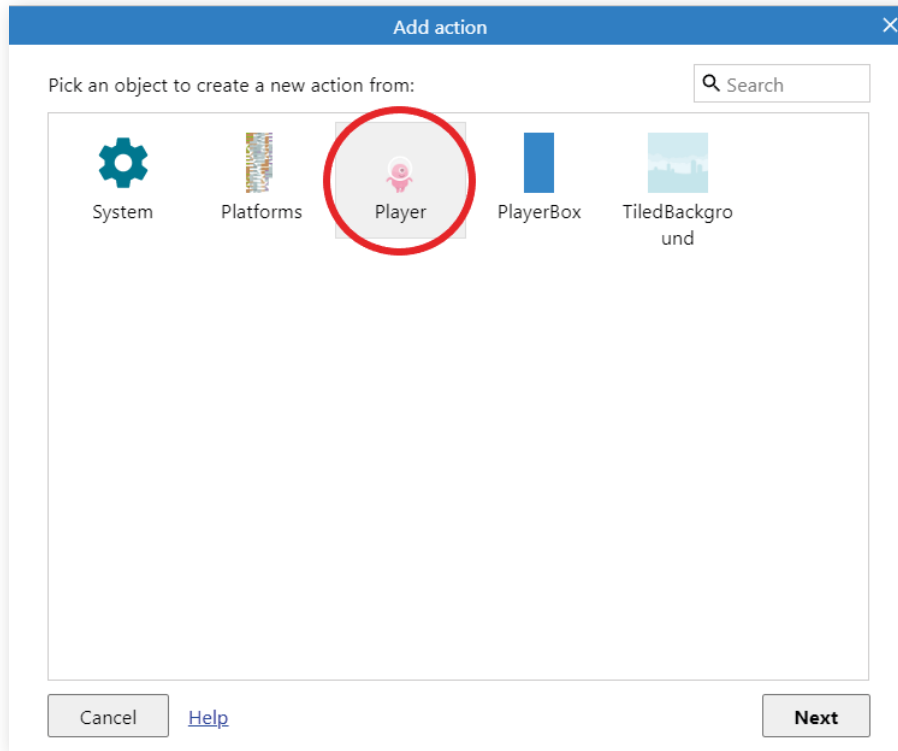 Add action
Pick an object to create a new action from:
Search
System
Platforms
Player
PlayerBox
TiledBackgro
und
Cancel
Help
Next